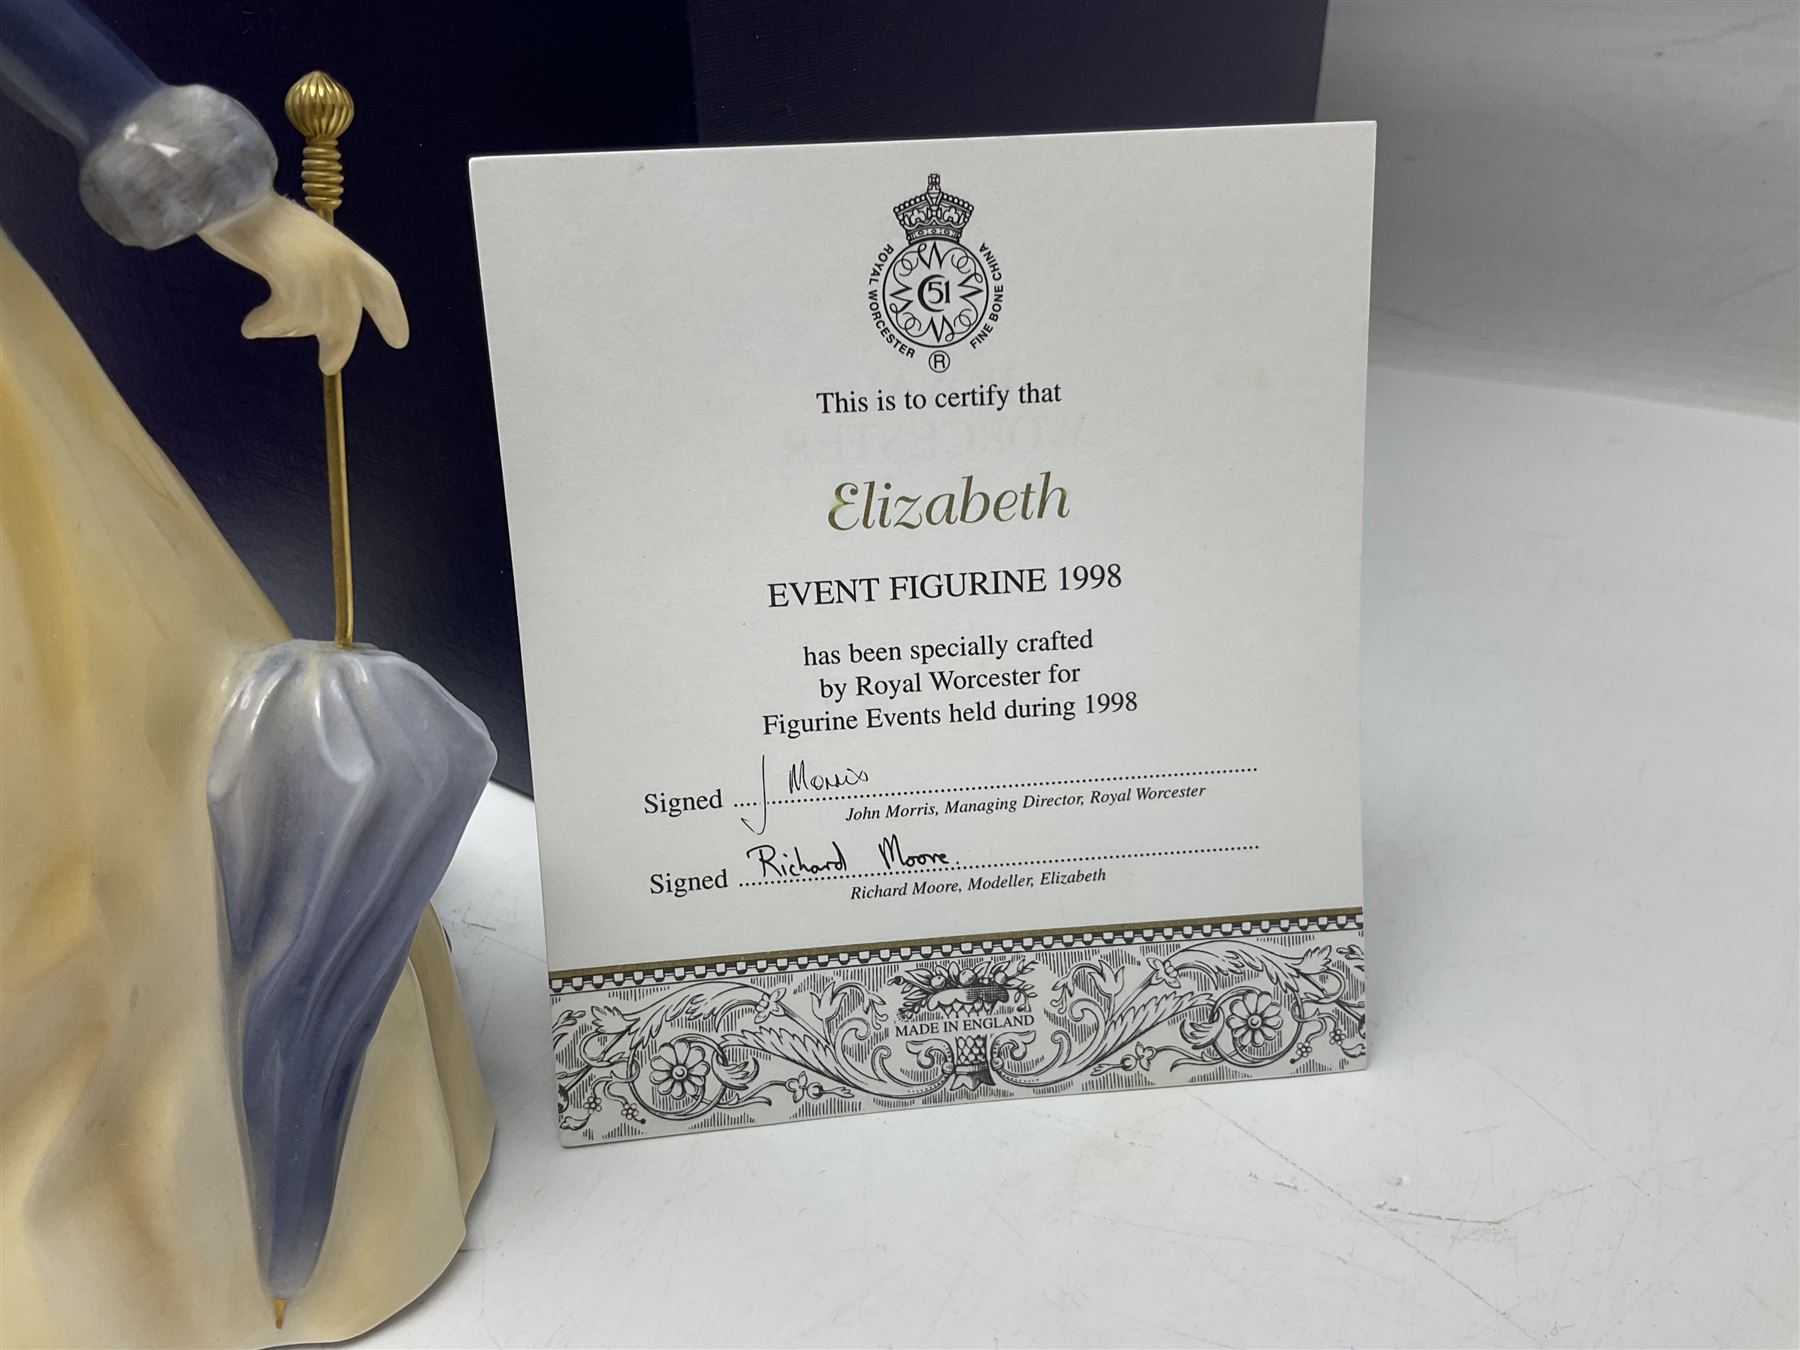 ROYAL WORCESTER
FINE BONE CHINA
51
®
This is to certify that
Elizabeth
EVENT FIGURINE 1998
has been specially crafted
by Royal Worcester for
Figurine Events held during 1998
Signed J Morris
John Morris, Managing Director, Royal Worcester
Signed Richard Moore
Richard Moore, Modeller, Elizabeth
MADE IN ENGLAND